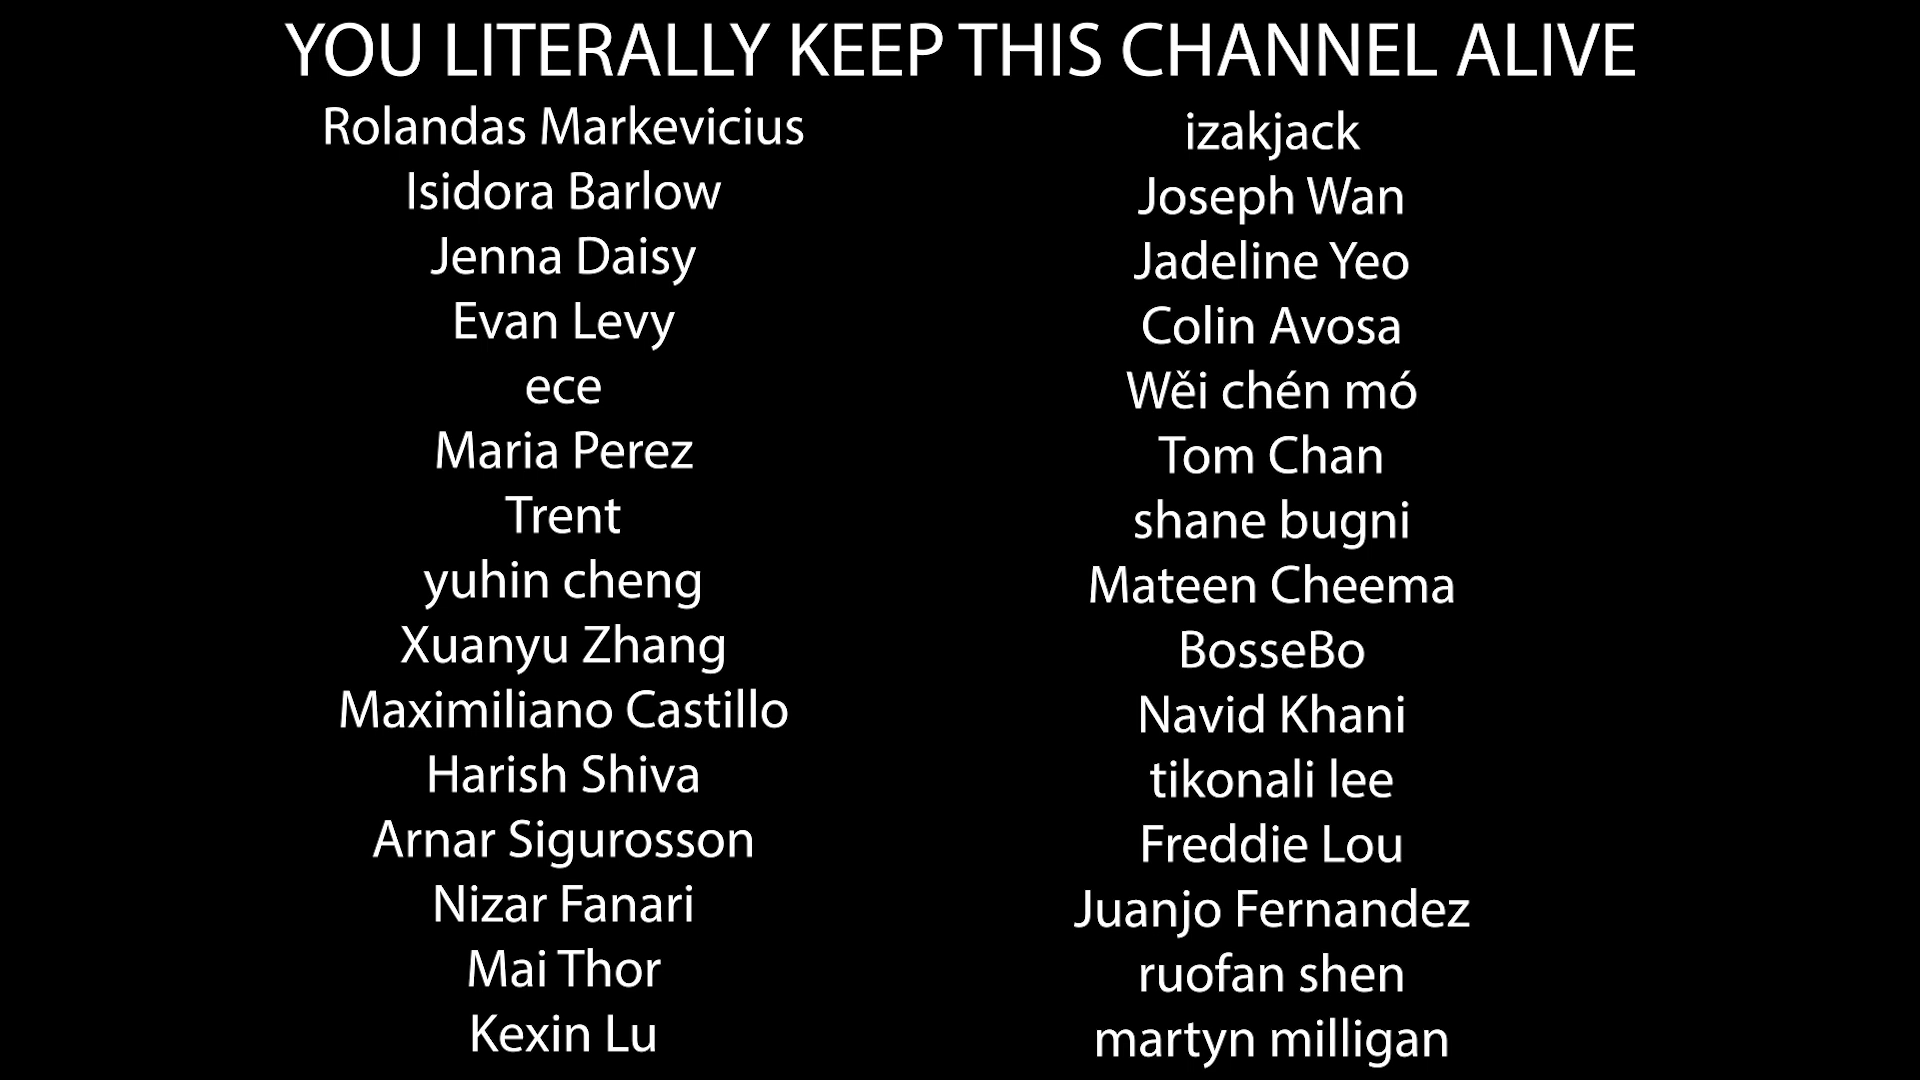 YOU LITERALLY KEEP THIS CHANNEL ALIVE
Rolandas Markevicius
Isidora Barlow
Jenna Daisy
Evan Levy
ece
Maria Perez
Trent
yuhin cheng
Xuanyu Zhang
Maximiliano Castillo
Harish Shiva
Arnar Sigurosson
Nizar Fanari
Mai Thor
Kexin Lu
izakjack
Joseph Wan
Jadeline Yeo
Colin Avosa
Wěi chén mó
Tom Chan
shane bugni
Mateen Cheema
BosseBo
Navid Khani
tikonali lee
Freddie Lou
Juanjo Fernandez
ruofan shen
martyn milligan